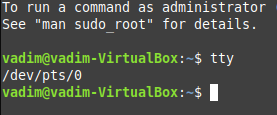 To run a command as administrator
See "man sudo_root" for details.
vadim@vadim-VirtualBox:~$ tty
/dev/pts/0
vadim@vadim-VirtualBox:~$